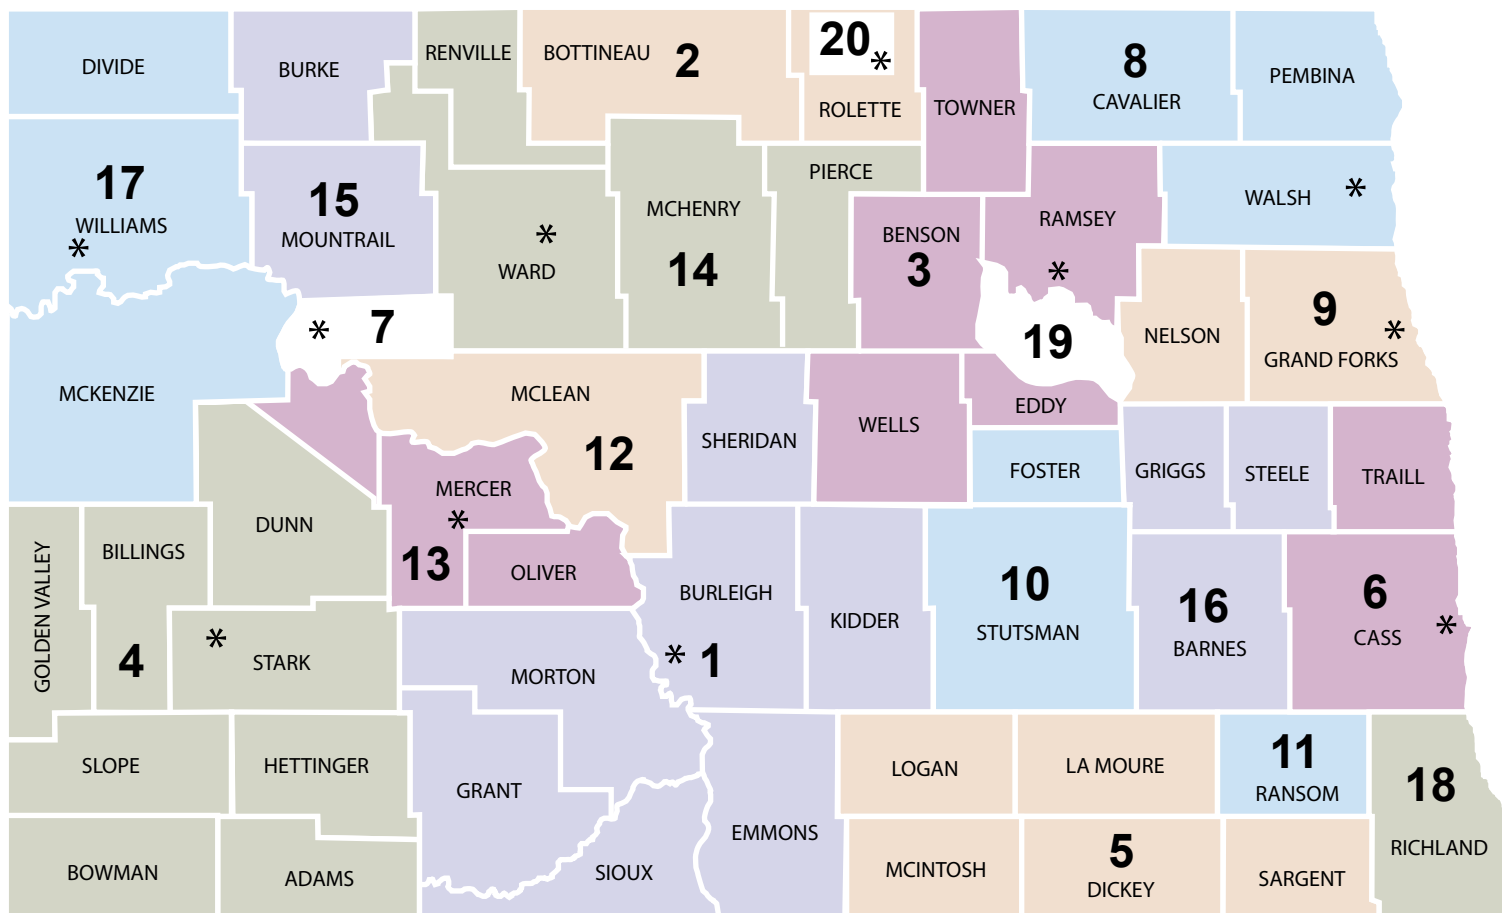 DIVIDE
BURKE
RENVILLE
BOTTINEAU 2
20 *
ROLETTE
TOWNER
8
CAVALIER
PEMBINA
17
WILLIAMS
*
15
MOUNTRAIL
*
WARD
MCHENRY
14
PIERCE
BENSON
3
RAMSEY
*
WALSH *
MCKENZIE
* 7
19
NELSON
9
*
GRAND FORKS
MCLEAN
12
SHERIDAN
WELLS
EDDY
FOSTER
GRIGGS
STEELE
TRAILL
GOLDEN VALLEY
BILLINGS
4
DUNN
MERCER
*
13
OLIVER
*
STARK
BURLEIGH
* 1
KIDDER
10
STUTSMAN
16
BARNES
6
CASS *
MORTON
SLOPE
HETTINGER
GRANT
LOGAN
LA MOURE
11
RANSOM
18
RICHLAND
BOWMAN
ADAMS
SIOUX
EMMONS
MCINTOSH
5
DICKEY
SARGENT